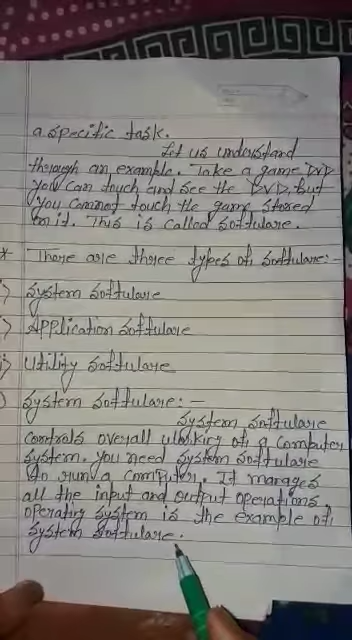 a specific task.
Let us understand
through an example. Take a game DVD
you can touch and see the DVD, but
you cannot touch the game stored
on it. This is called software.
* There are three types of software:-
i) System software
i) Application software
i) Utility software
) System software:-
System software
controls overall working of a computer
system. you need system software
to run a computer. It manages
all the input and output operations
operating system is the example of
system software.